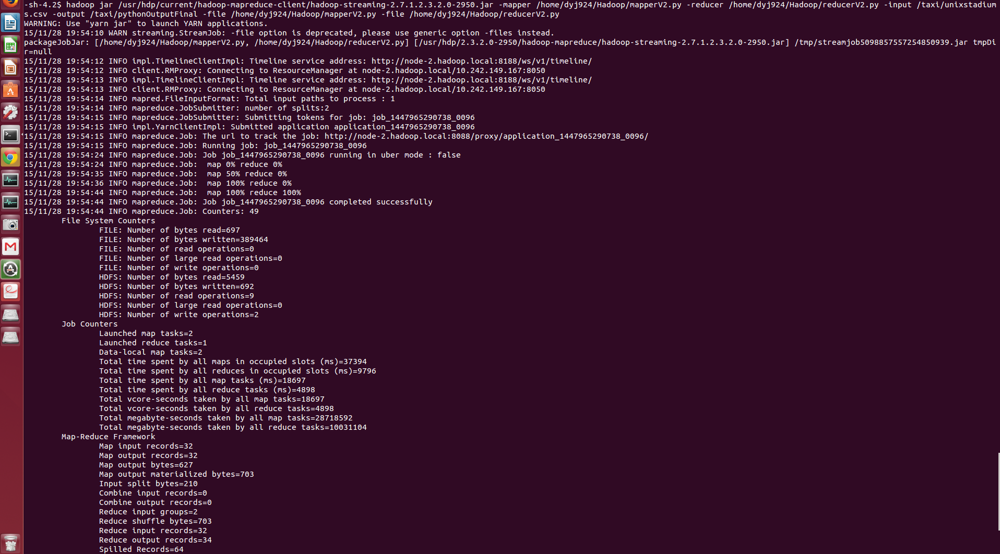 -sh-4.2$ hadoop jar /usr/hdp/current/hadoop-mapreduce-client/hadoop-streaming-2.7.1.2.3.2.0-2950.jar -mapper /home/dyj924/Hadoop/mapperV2.py -reducer /home/dyj924/Hadoop/reducerV2.py -input /taxi/unixstadium
s.csv -output /taxi/pythonOutputFinal -file /home/dyj924/Hadoop/mapperV2.py -file /home/dyj924/Hadoop/reducerV2.py
WARNING: Use "yarn jar" to launch YARN applications.
15/11/28 19:54:10 WARN streaming.StreamJob: -file option is deprecated, please use generic option -files instead.
packageJobJar: [/home/dyj924/Hadoop/mapperV2.py, /home/dyj924/Hadoop/reducerV2.py] [/usr/hdp/2.3.2.0-2950/hadoop-mapreduce/hadoop-streaming-2.7.1.2.3.2.0-2950.jar] /tmp/streamjob5098857557254850939.jar tmpDi
r=null
15/11/28 19:54:12 INFO impl.TimelineClientImpl: Timeline service address: http://node-2.hadoop.local:8188/ws/v1/timeline/
15/11/28 19:54:12 INFO client.RMProxy: Connecting to ResourceManager at node-2.hadoop.local/10.242.149.167:8050
15/11/28 19:54:13 INFO impl.TimelineClientImpl: Timeline service address: http://node-2.hadoop.local:8188/ws/v1/timeline/
15/11/28 19:54:13 INFO client.RMProxy: Connecting to ResourceManager at node-2.hadoop.local/10.242.149.167:8050
15/11/28 19:54:14 INFO mapred.FileInputFormat: Total input paths to process : 1
15/11/28 19:54:14 INFO mapreduce.JobSubmitter: number of splits:2
15/11/28 19:54:15 INFO mapreduce.JobSubmitter: Submitting tokens for job: job_1447965290738_0096
15/11/28 19:54:15 INFO impl.YarnClientImpl: Submitted application application_1447965290738_0096
15/11/28 19:54:15 INFO mapreduce.Job: The url to track the job: http://node-2.hadoop.local:8088/proxy/application_1447965290738_0096/
15/11/28 19:54:15 INFO mapreduce.Job: Running job: job_1447965290738_0096
15/11/28 19:54:24 INFO mapreduce.Job: Job job_1447965290738_0096 running in uber mode : false
15/11/28 19:54:24 INFO mapreduce.Job:  map 0% reduce 0%
15/11/28 19:54:35 INFO mapreduce.Job:  map 50% reduce 0%
15/11/28 19:54:36 INFO mapreduce.Job:  map 100% reduce 0%
15/11/28 19:54:44 INFO mapreduce.Job:  map 100% reduce 100%
15/11/28 19:54:44 INFO mapreduce.Job: Job job_1447965290738_0096 completed successfully
15/11/28 19:54:44 INFO mapreduce.Job: Counters: 49
File System Counters
FILE: Number of bytes read=697
FILE: Number of bytes written=389464
FILE: Number of read operations=0
FILE: Number of large read operations=0
FILE: Number of write operations=0
HDFS: Number of bytes read=5459
HDFS: Number of bytes written=692
HDFS: Number of read operations=9
HDFS: Number of large read operations=0
HDFS: Number of write operations=2
Job Counters
Launched map tasks=2
Launched reduce tasks=1
Data-local map tasks=2
Total time spent by all maps in occupied slots (ms)=37394
Total time spent by all reduces in occupied slots (ms)=9796
Total time spent by all map tasks (ms)=18697
Total time spent by all reduce tasks (ms)=4898
Total vcore-seconds taken by all map tasks=18697
Total vcore-seconds taken by all reduce tasks=4898
Total megabyte-seconds taken by all map tasks=28718592
Total megabyte-seconds taken by all reduce tasks=10031104
Map-Reduce Framework
Map input records=32
Map output records=32
Map output bytes=627
Map output materialized bytes=703
Input split bytes=210
Combine input records=0
Combine output records=0
Reduce input groups=2
Reduce shuffle bytes=703
Reduce input records=32
Reduce output records=34
Spilled Records=64